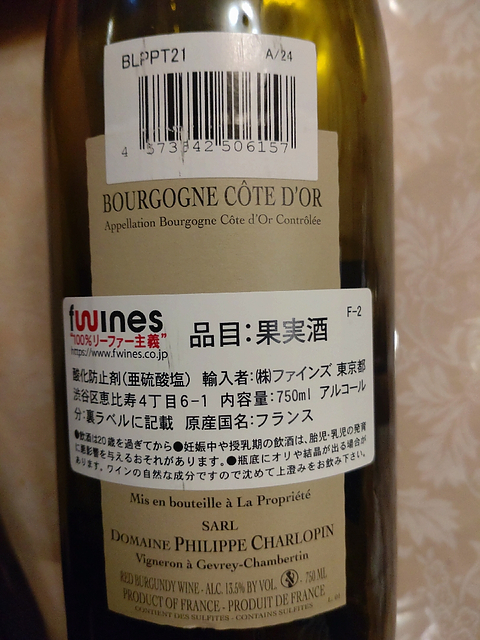 BLPPT21 A/24
4 573342 506157
BOURGOGNE CÔTE D'OR
Appellation Bourgogne Côte d'Or Contrôlée
fwines
"100%リーファー主義"
https://www.fwines.co.jp
品目:果実酒
F-2
酸化防止剤(亜硫酸塩) 輸入者:(株)ファインズ 東京都
渋谷区恵比寿4丁目6-1 内容量:750ml アルコール
分:裏ラベルに記載 原産国名:フランス
●飲酒は20歳を過ぎてから●妊娠中や授乳期の飲酒は、胎児・乳児の発育
に悪影響を与えるおそれがあります。●瓶底にオリや結晶が出る場合が
あります。ワインの自然な成分ですので沈めて上澄みをお飲み下さい。
Mis en bouteille à La Propriété
SARL
DOMAINE PHILIPPE CHARLOPIN
Vigneron à Gevrey-Chambertin
RED BURGUNDY WINE - ALC. 13.5% BY VOL. - 750 ML
PRODUCT OF FRANCE - PRODUIT DE FRANCE
CONTIENT DES SULFITES - CONTAINS SULFITES